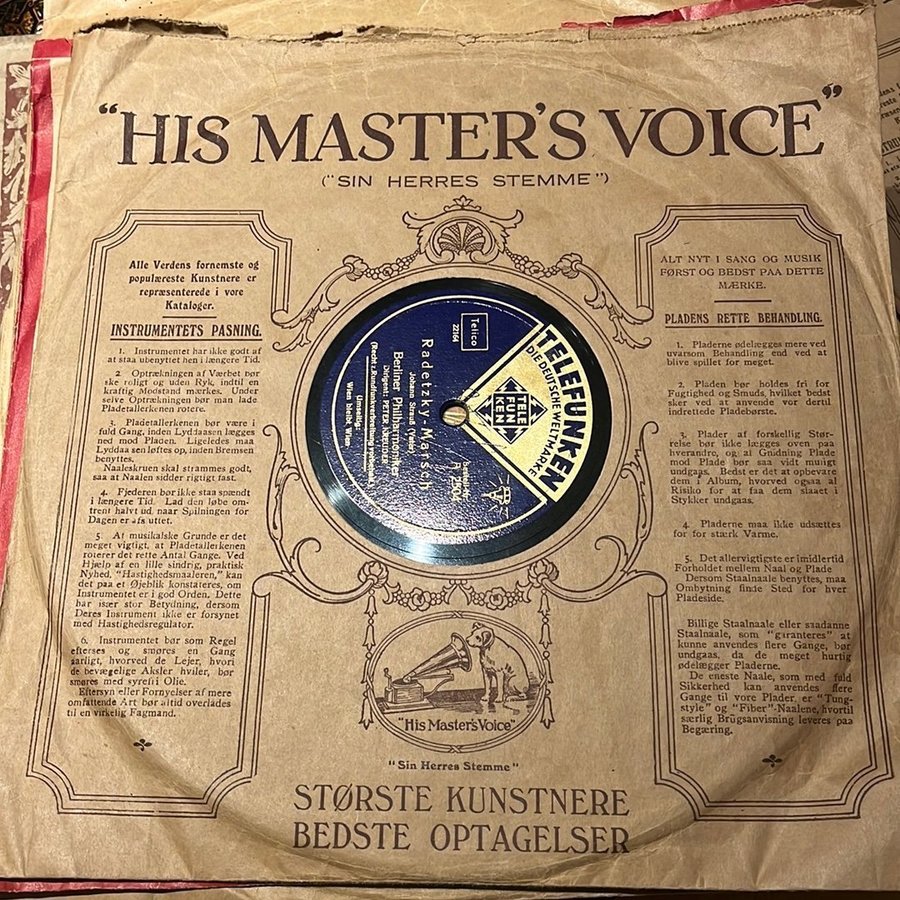 "HIS MASTER'S VOICE"
("SIN HERRES STEMME")
Alle Verdens fornemste og
populæreste Kunstnere er
repræsenterede i vore
Kataloger.
INSTRUMENTETS PASNING.
1. Instrumentet har ikke godt af
at staa ubenyttet hen i længere Tid.
2. Optrækningen af Værket bør
ske roligt og uden Ryk, indtil en
kraftig Modstand mærkes. Under
selve Optrækningen bør man lade
Pladetallerkenen rotere.
3. Pladetallerkenen bør være i
fuld Gang, inden Lyddaasen lægges
ned mod Pladen. Ligeledes maa
Lyddaasen løftes op, inden Bremsen
benyttes.
Naaleskruen skal strammes godt,
saa at Naalen sidder rigtigt fast.
4. Fjederen bør ikke staa spændt
i længere Tid. Lad den løbe om-
trent halvt ud, naar Spilningen for
Dagen er afsluttet.
5. Af musikalske Grunde er det
meget vigtigt, at Pladetallerkenen
roterer det rette Antal Gange. Ved
Hjælp af en lille sindrig, praktisk
Nyhed, "Hastighedsmaaleren," kan
det paa et Øjeblik konstateres, om
Instrumentet er i god Orden. Dette
har især stor Betydning, dersom
Deres Instrument ikke er forsynet
med Hastighedsregulator.
6. Instrumentet bør som Regel
efterses og smøres en Gang
aarligt, hvorved de Lejer, hvori
de bevægelige Aksler hviler, bør
smøres med syrefri Olie.
Eftersyn eller Fornyelser af mere
omfattende Art bør altid overlades
til en virkelig Fagmand.
TELEFUNKEN
DIE DEUTSCHE WELTMARKE
TELE
FUN
KEN
Telico
22164
Radetzky-Marsch
Johann Strauß (Vater)
Berliner Philharmoniker
Dirigent: PETER KREUDER
(Recht z. Rundfunkverbreitung vorbehalten)
Umseitig:
Wien bleibt Wien
Bestell-Nr.
A 2504
ALT NYT I SANG OG MUSIK
FØRST OG BEDST PAA DETTE
MÆRKE.
PLADENS RETTE BEHANDLING.
1. Pladerne ødelægges mere ved
uvarsom Behandling end ved at
blive spillet for meget.
2. Pladen bør holdes fri for
Fugtighed og Smuds, hvilket bedst
sker ved at anvende vor dertil
indrettede Pladebørste.
3. Plader af forskellig Stør-
relse bør ikke lægges oven paa
hverandre, og al Gnidning Plade
mod Plade bør saa vidt muligt
undgaas. Bedst er det at opbevare
dem i Album, hvorved ogsaa al
Risiko for at faa dem slaaet i
Stykker undgaas.
4. Pladerne maa ikke udsættes
for for stærk Varme.
5. Det allervigtigste er imidlertid
Forholdet mellem Naal og Plade
Dersom Staalnaale benyttes, maa
Ombytning finde Sted for hver
Pladeside.
Billige Staalnaale eller saadanne
Staalnaale, som "garanteres" at
kunne anvendes flere Gange, bør
undgaas, da de meget hurtig
ødelægger Pladerne.
De eneste Naale, som med fuld
Sikkerhed kan anvendes flere
Gange til vore Plader, er "Tung-
style" og "Fiber"-Naalene, hvortil
særlig Brugsanvisning leveres paa
Begæring.
"His Master's Voice"
"Sin Herres Stemme"
STØRSTE KUNSTNERE
BEDSTE OPTAGELSER